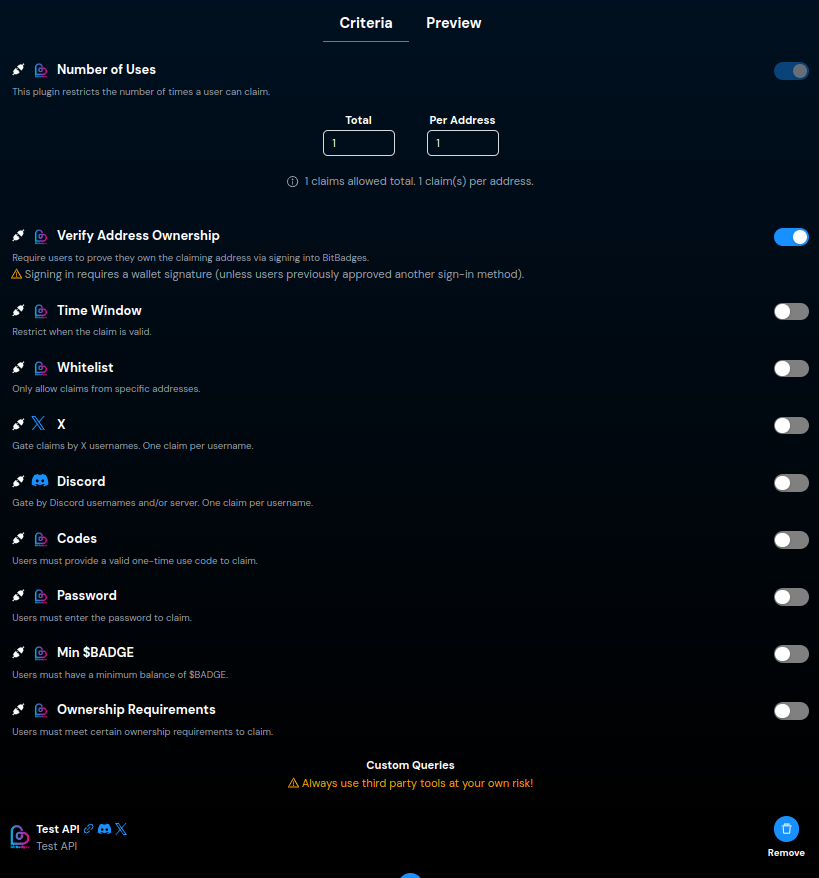 Criteria Preview
Number of Uses
This plugin restricts the number of times a user can claim.
Total Per Address
1 1
1 claims allowed total. 1 claim(s) per address.
Verify Address Ownership
Require users to prove they own the claiming address via signing into BitBadges.
Signing in requires a wallet signature (unless users previously approved another sign-in method).
Time Window
Restrict when the claim is valid.
Whitelist
Only allow claims from specific addresses.
X
Gate claims by X usernames. One claim per username.
Discord
Gate by Discord usernames and/or server. One claim per username.
Codes
Users must provide a valid one-time use code to claim.
Password
Users must enter the password to claim.
Min $BADGE
Users must have a minimum balance of $BADGE.
Ownership Requirements
Users must meet certain ownership requirements to claim.
Custom Queries
Always use third party tools at your own risk!
Test API
Test API
Remove